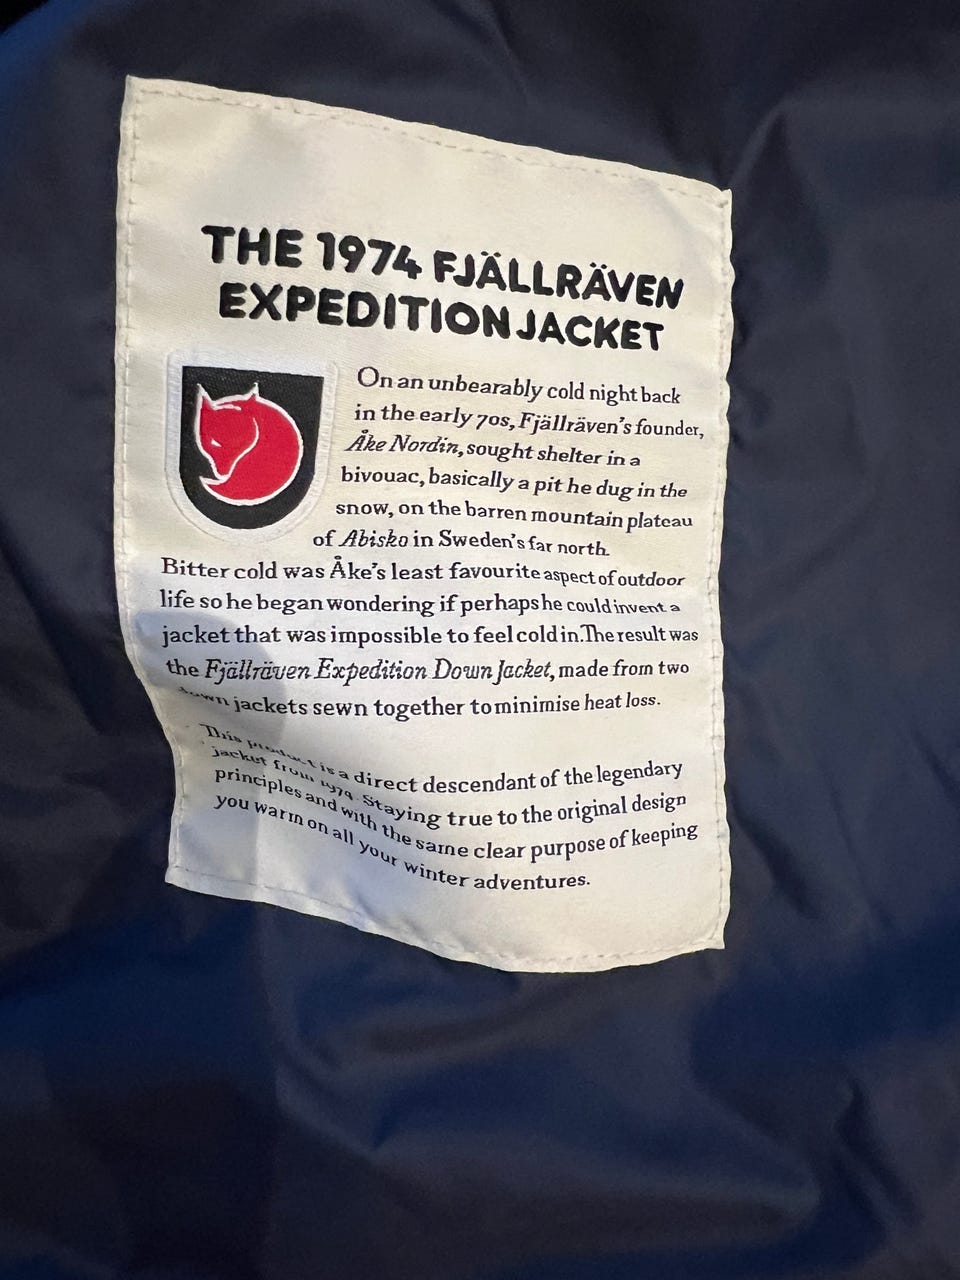 THE 1974 FJÄLLRÄVEN
EXPEDITION JACKET
On an unbearably cold night back
in the early 70s, Fjällräven's founder,
Åke Nordin, sought shelter in a
bivouac, basically a pit he dug in the
snow, on the barren mountain plateau
of Abisko in Sweden's far north.
Bitter cold was Åke's least favourite aspect of outdoor
life so he began wondering if perhaps he could invent a
jacket that was impossible to feel cold in. The result was
the Fjällräven Expedition Down Jacket, made from two
down jackets sewn together to minimise heat loss.
This product is a direct descendant of the legendary
jacket from 1974. Staying true to the original design
principles and with the same clear purpose of keeping
you warm on all your winter adventures.